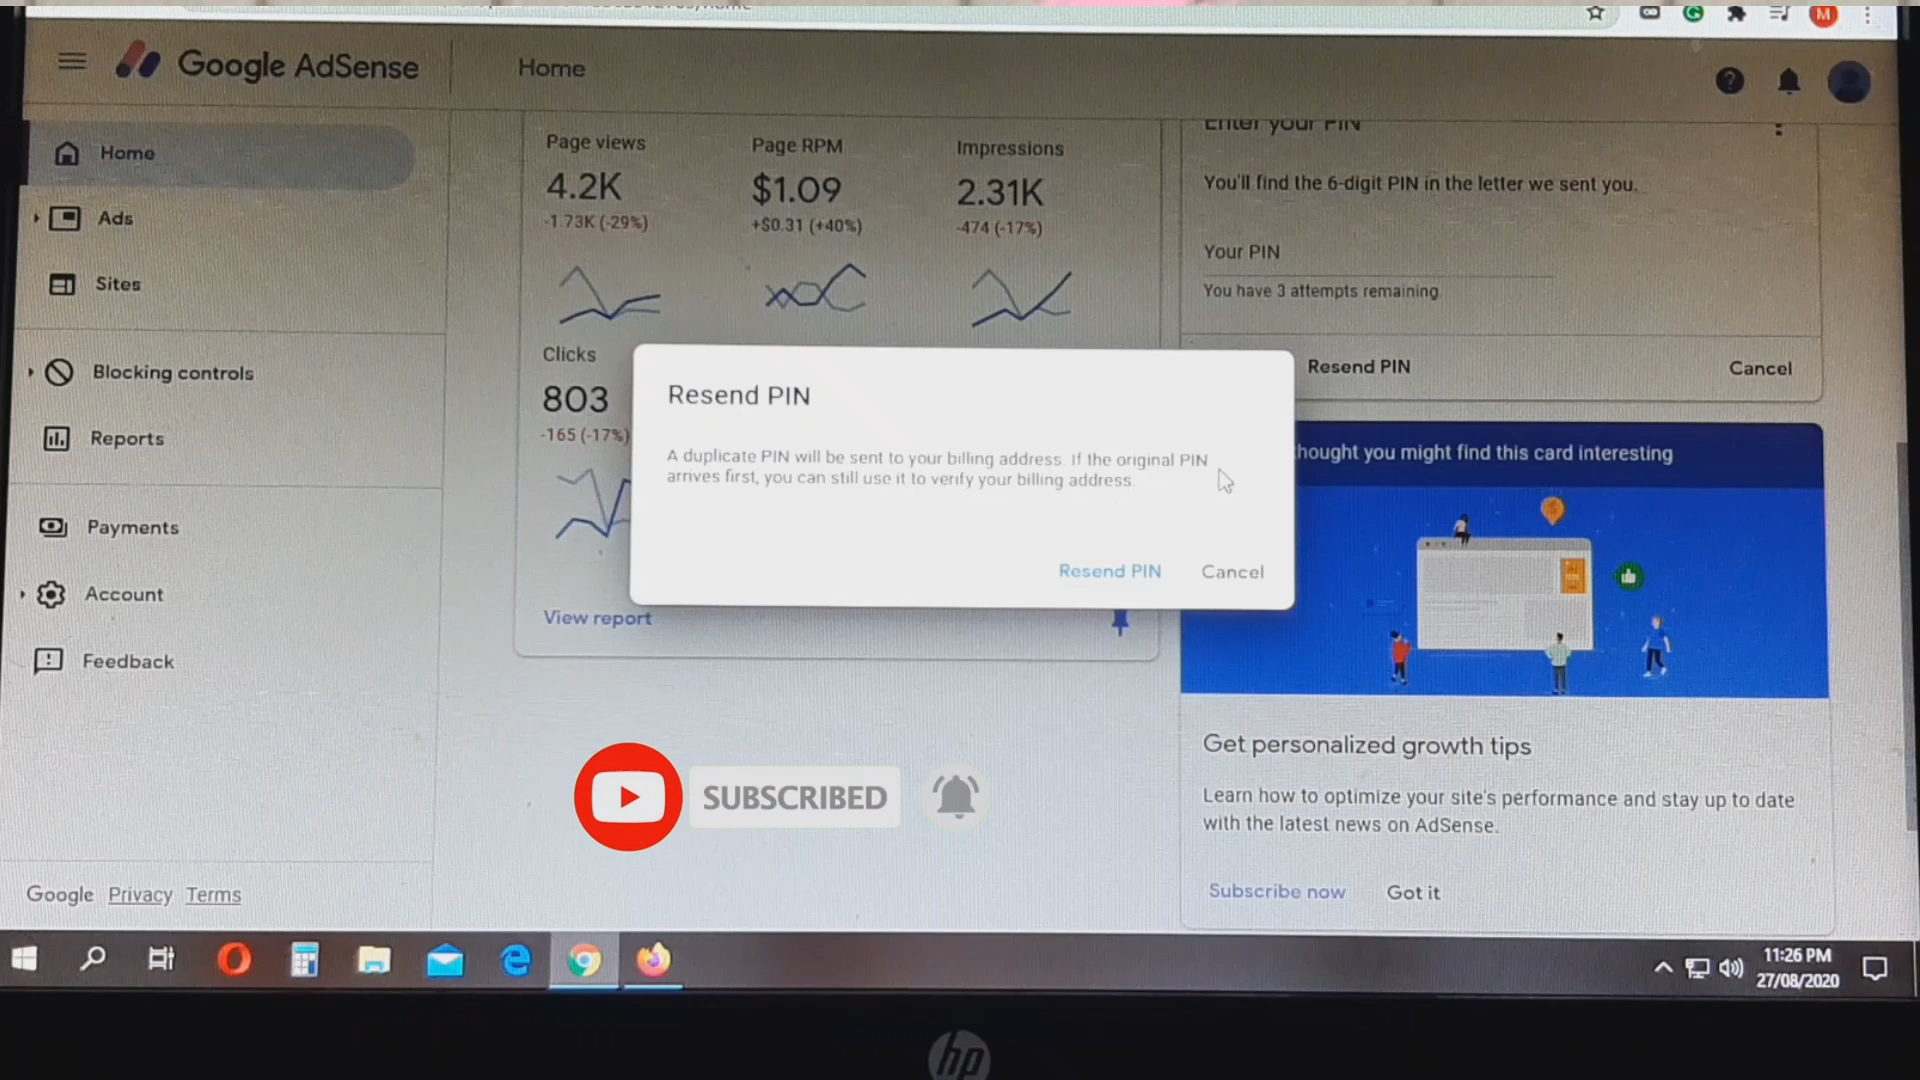 M
Google AdSense
Home
?
Home
Ads
Sites
Blocking controls
Reports
Payments
Account
Feedback
Google Privacy Terms
Page views
4.2K
-1.73K (-29%)
Page RPM
$1.09
+$0.31 (+40%)
Impressions
2.31K
-474 (-17%)
Clicks
803
-165 (-17%)
View report
Enter your PIN
You'll find the 6-digit PIN in the letter we sent you.
Your PIN
You have 3 attempts remaining.
Resend PIN
Cancel
Resend PIN
A duplicate PIN will be sent to your billing address. If the original PIN
arrives first, you can still use it to verify your billing address.
Resend PIN
Cancel
hought you might find this card interesting
Get personalized growth tips
Learn how to optimize your site's performance and stay up to date
with the latest news on AdSense.
Subscribe now
Got it
SUBSCRIBED
11:26 PM
27/08/2020
hp